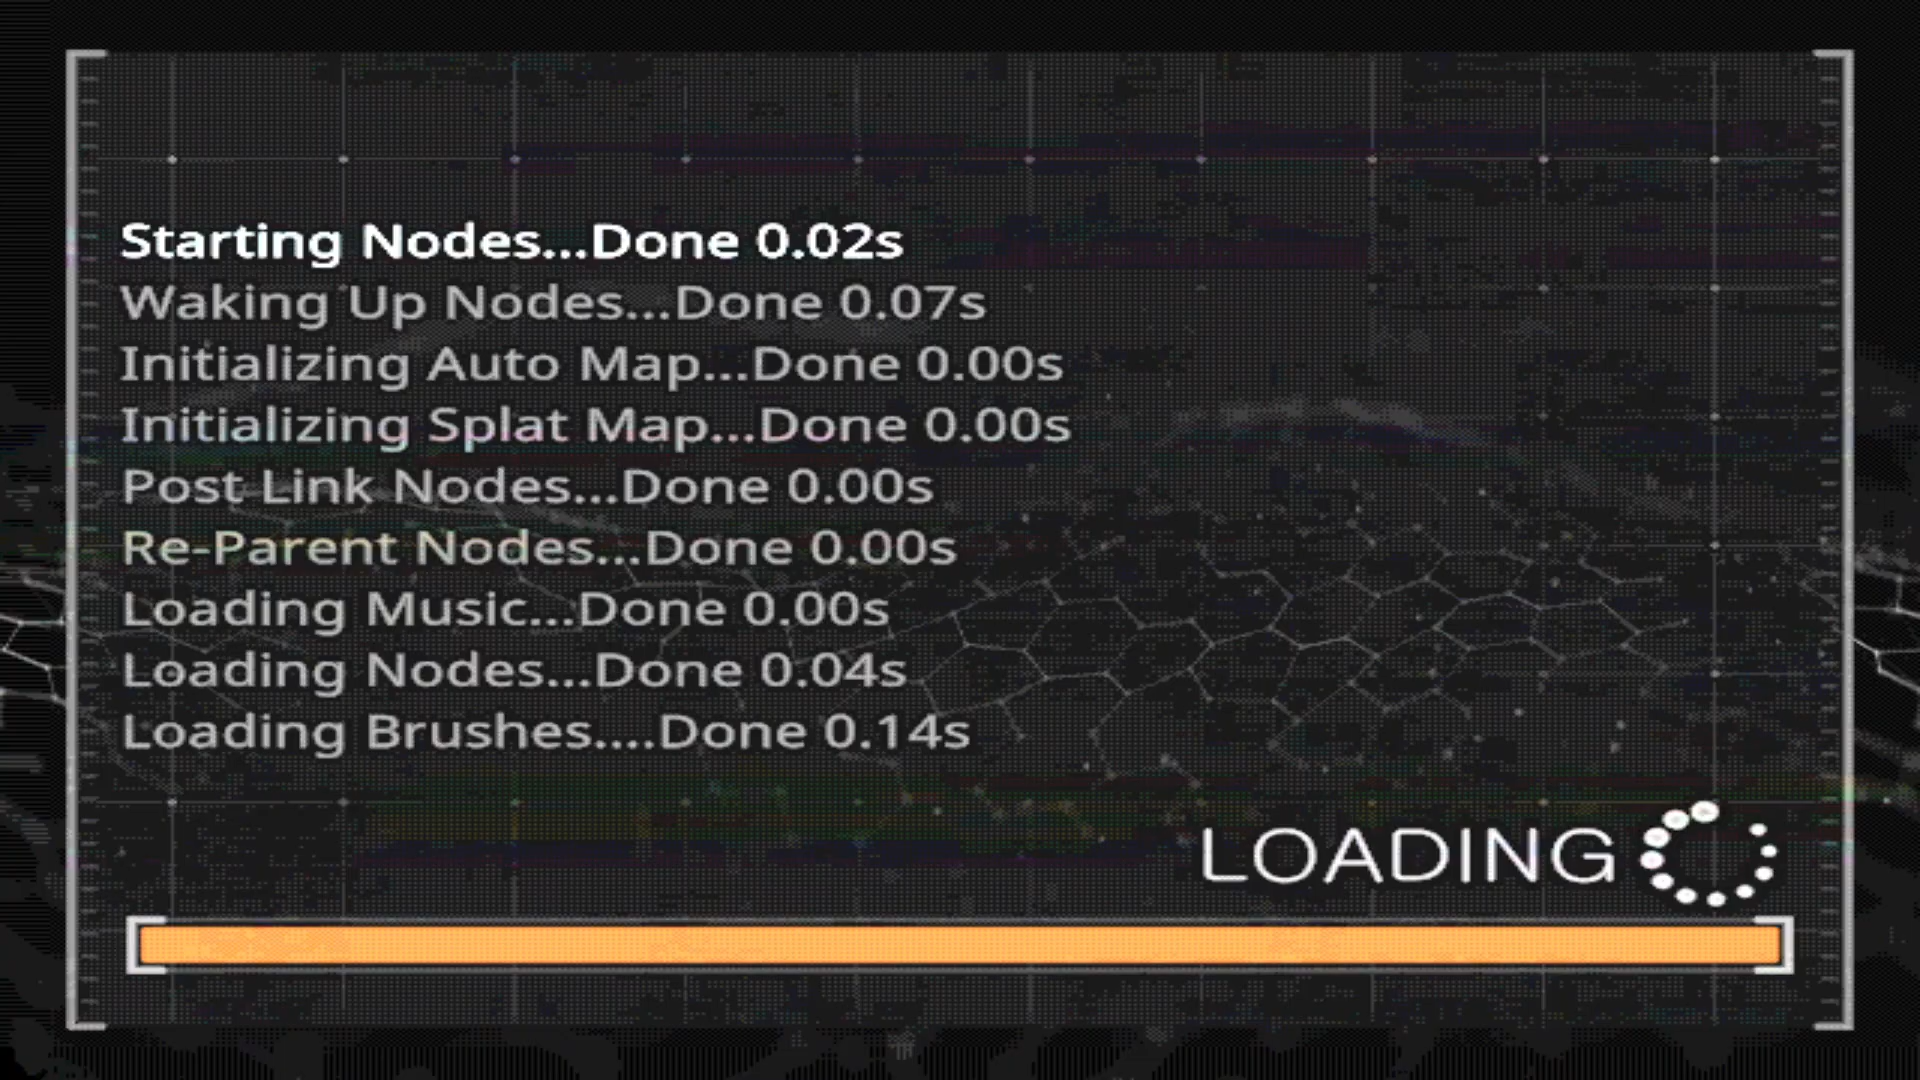 Starting Nodes...Done 0.02s
Waking Up Nodes...Done 0.07s
Initializing Auto Map...Done 0.00s
Initializing Splat Map...Done 0.00s
Post Link Nodes...Done 0.00s
Re-Parent Nodes...Done 0.00s
Loading Music...Done 0.00s
Loading Nodes...Done 0.04s
Loading Brushes....Done 0.14s
LOADING